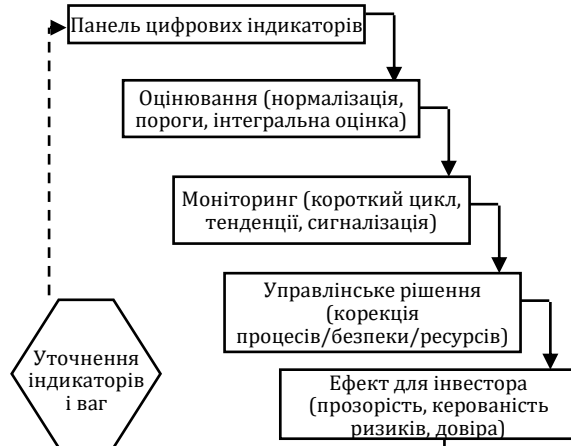 Панель цифрових індикаторів
Оцінювання (нормалізація,
пороги, інтегральна оцінка)
Моніторинг (короткий цикл,
тенденції, сигналізація)
Управлінське рішення
(корекція
процесів/безпеки/ресурсів)
Уточнення
індикаторів
і ваг
Ефект для інвестора
(прозорість, керованість
ризиків, довіра)